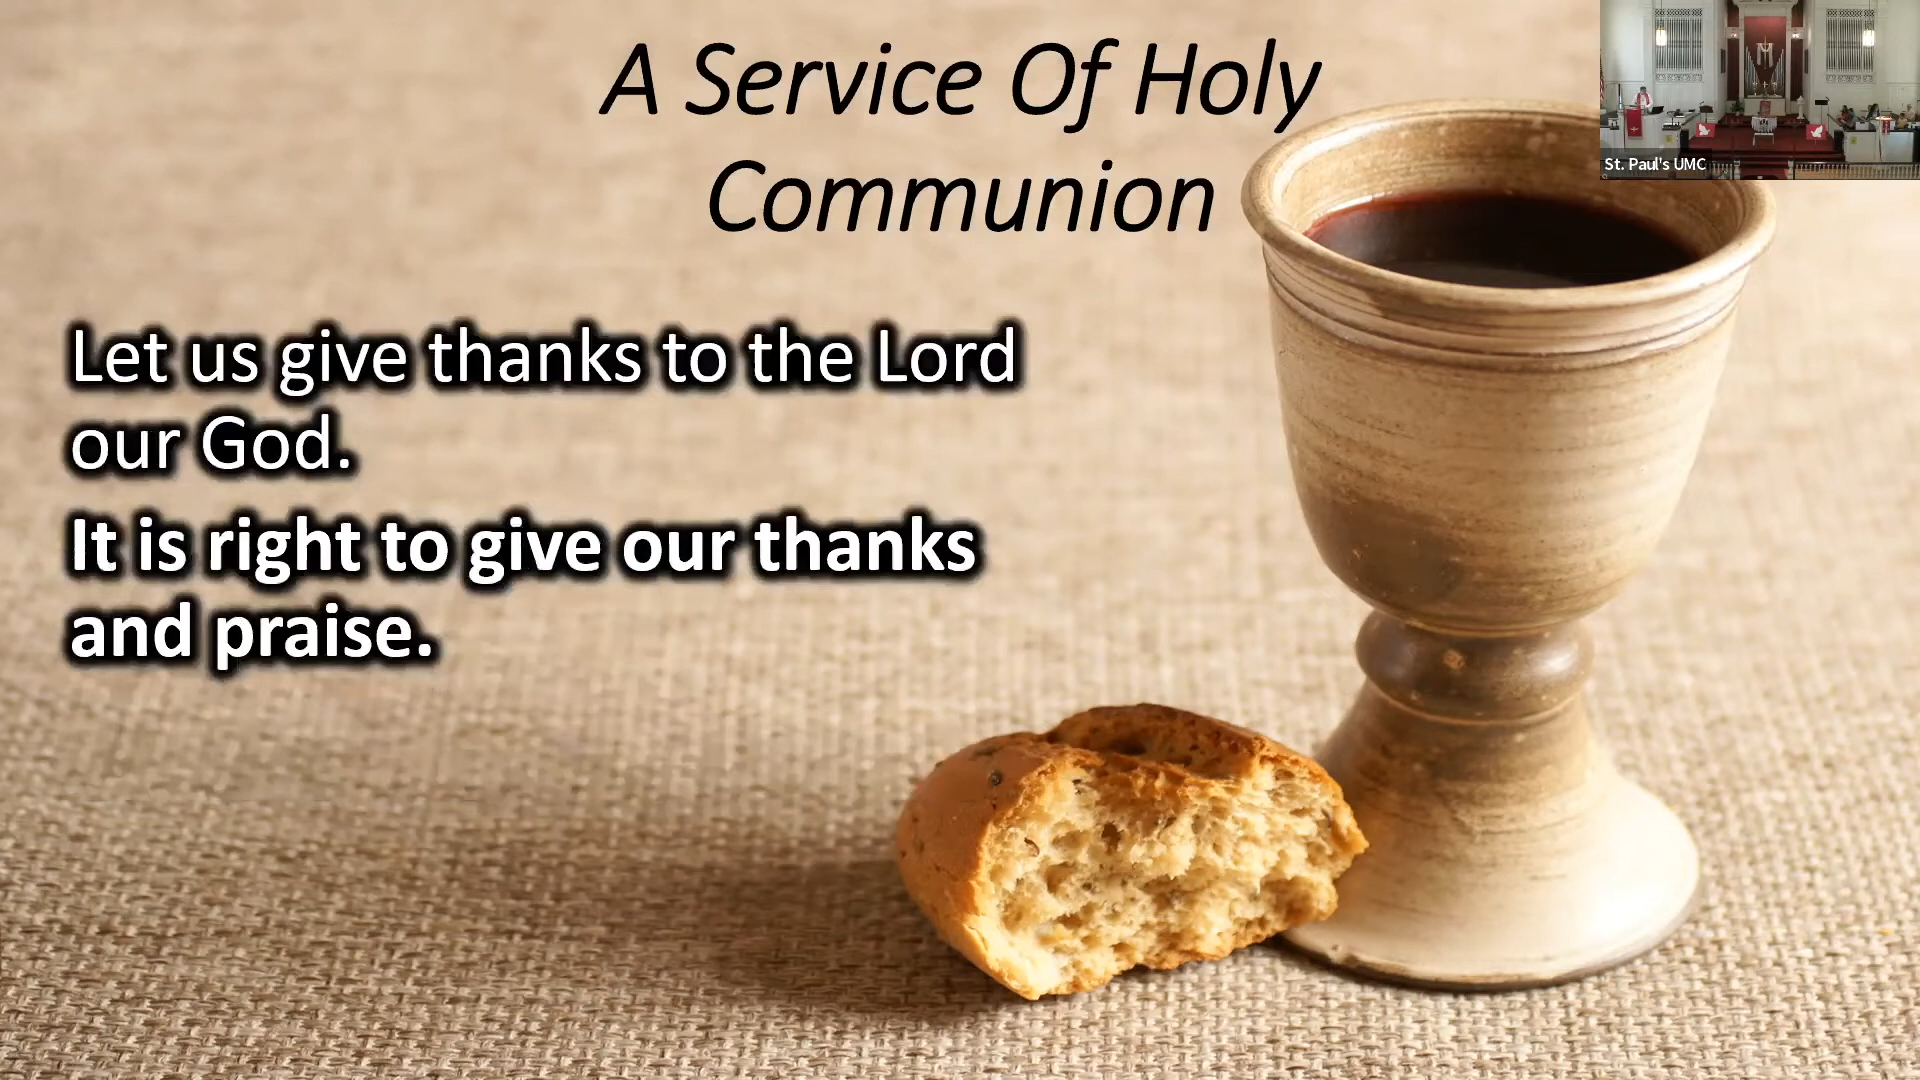 A Service Of Holy
Communion
St. Paul's UMC
Let us give thanks to the Lord
our God.
It is right to give our thanks
and praise.